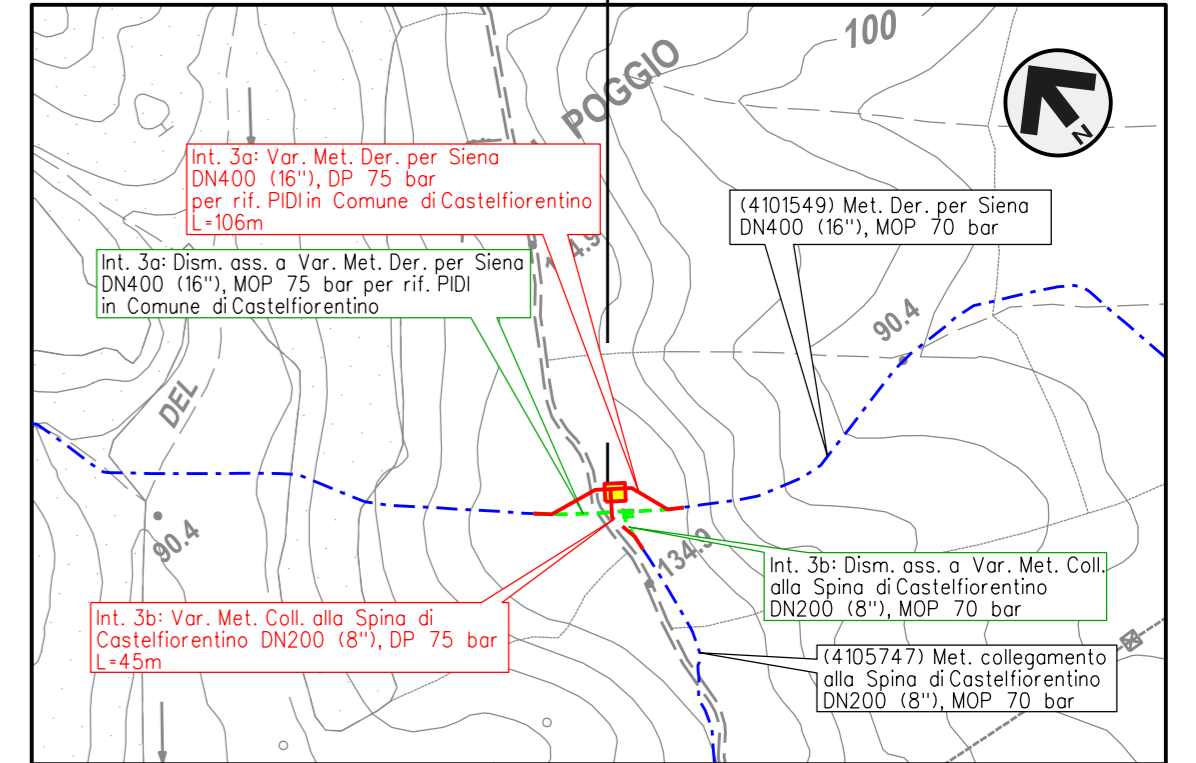 100
POGGIO
N
Int. 3a: Var. Met. Der. per Siena
DN400 (16"), DP 75 bar
per rif. PIDI in Comune di Castelfiorentino
L=106m
(4101549) Met. Der. per Siena
DN400 (16"), MOP 70 bar
Int. 3a: Dism. ass. a Var. Met. Der. per Siena
DN400 (16"), MOP 75 bar per rif. PIDI
in Comune di Castelfiorentino
90.4
DEL
90.4
134.9
Int. 3b: Dism. ass. a Var. Met. Coll.
alla Spina di Castelfiorentino
DN200 (8"), MOP 70 bar
Int. 3b: Var. Met. Coll. alla Spina di
Castelfiorentino DN200 (8"), DP 75 bar
L=45m
(4105747) Met. collegamento
alla Spina di Castelfiorentino
DN200 (8"), MOP 70 bar